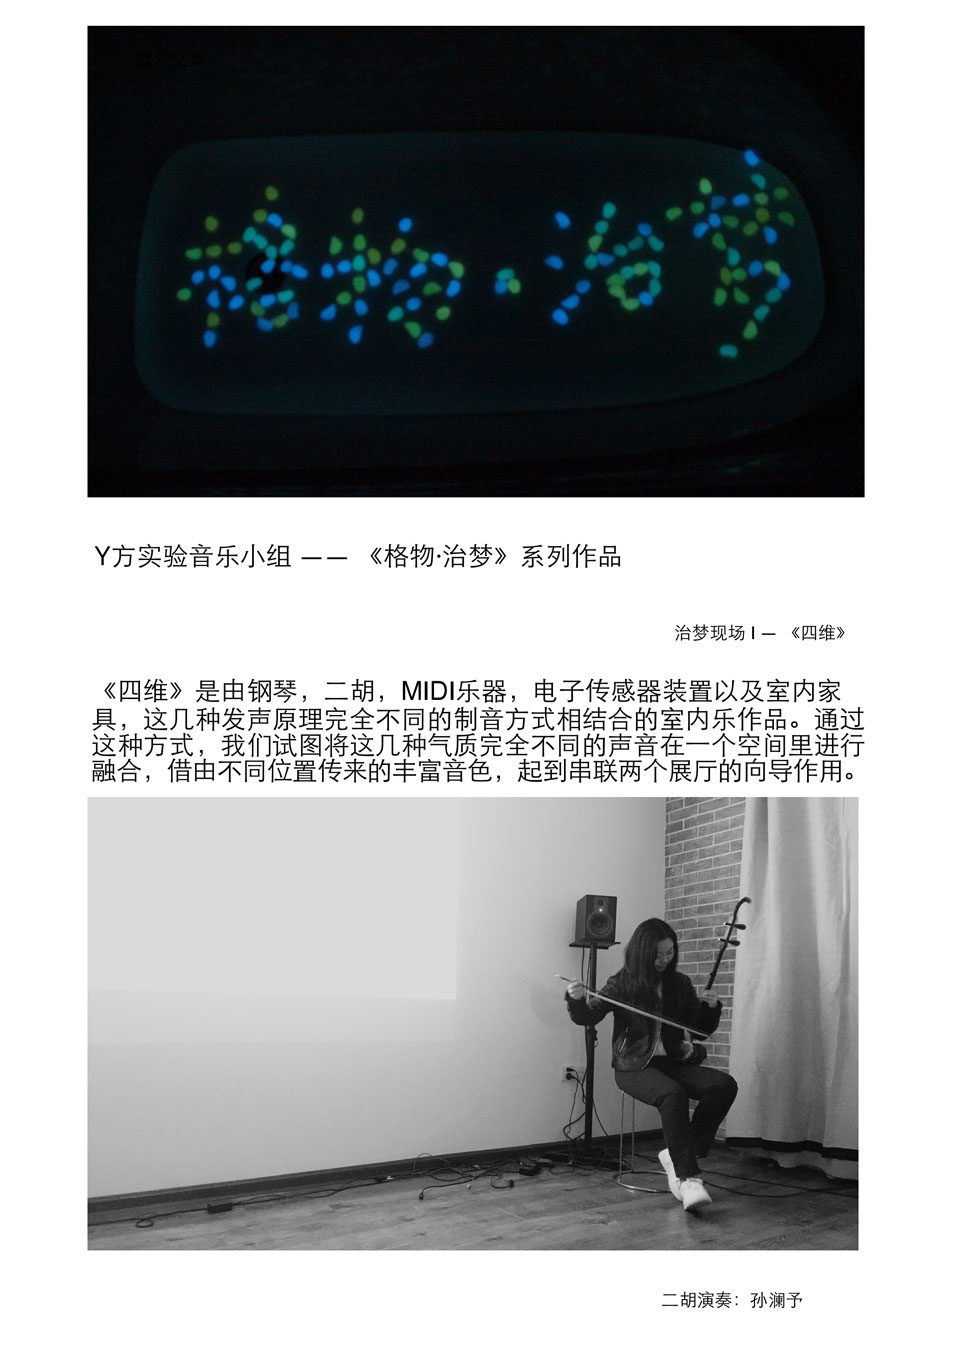 格物·治梦
Y方实验音乐小组 —— 《格物·治梦》系列作品
治梦现场 I — 《四维》
《四维》是由钢琴，二胡，MIDI乐器，电子传感器装置以及室内家
具，这几种发声原理完全不同的制音方式相结合的室内乐作品。通过
这种方式，我们试图将这几种气质完全不同的声音在一个空间里进行
融合，借由不同位置传来的丰富音色，起到串联两个展厅的向导作用。
二胡演奏：孙澜予